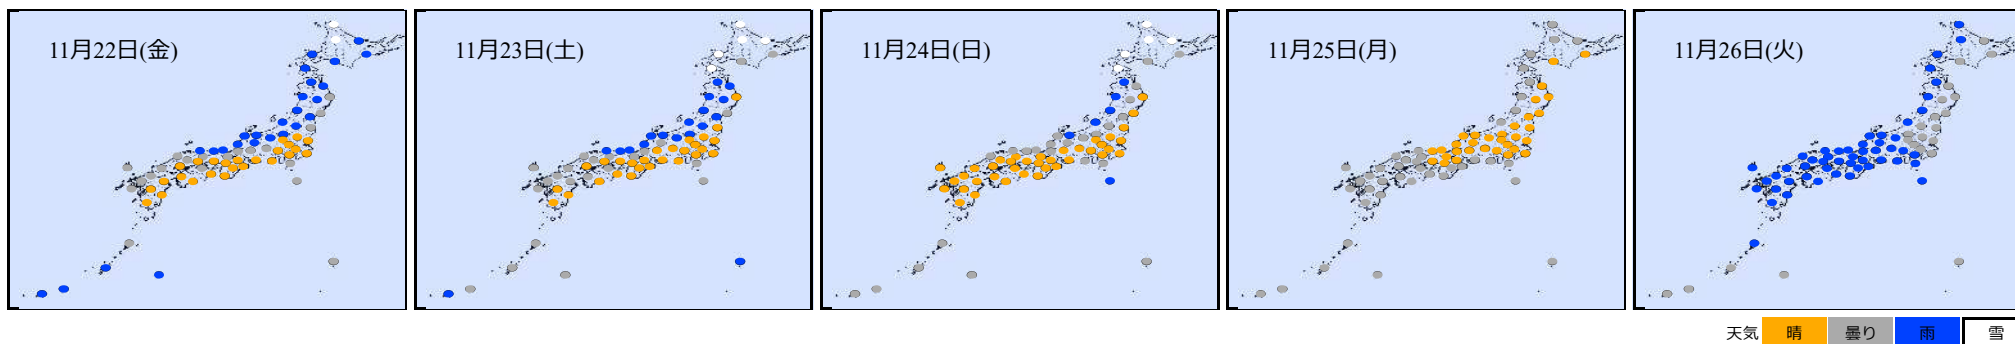 11月22日(金)
11月23日(土)
11月24日(日)
11月25日(月)
11月26日(火)
天気 晴 曇り 雨 雪